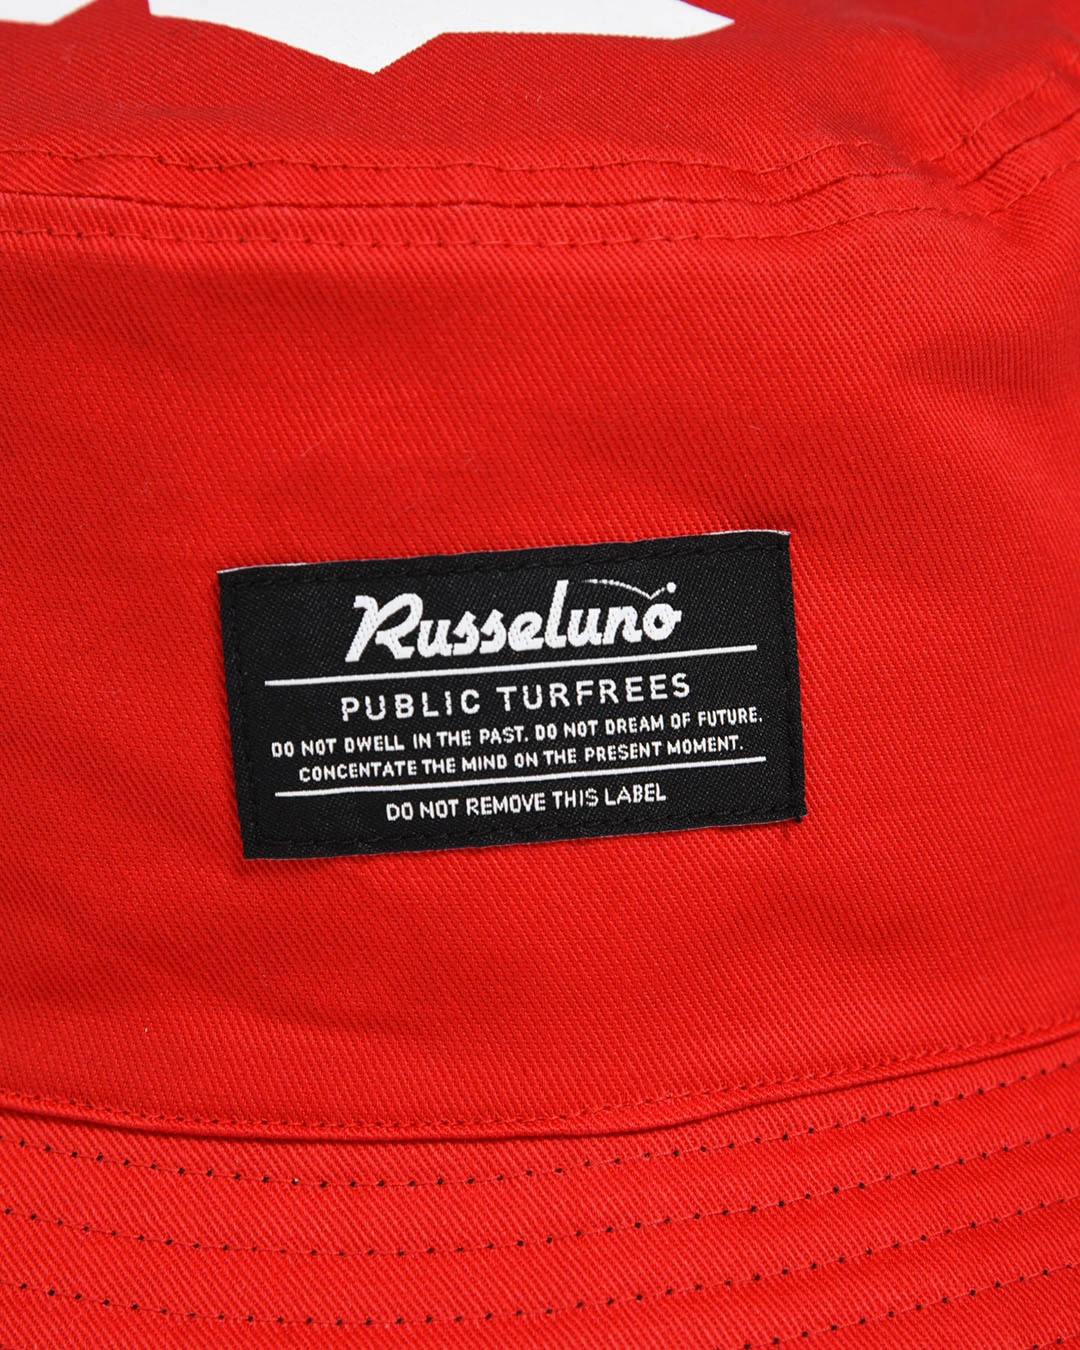 Russeluno
PUBLIC TURFREES
DO NOT DWELL IN THE PAST. DO NOT DREAM OF FUTURE.
CONCENTATE THE MIND ON THE PRESENT MOMENT.
DO NOT REMOVE THIS LABEL